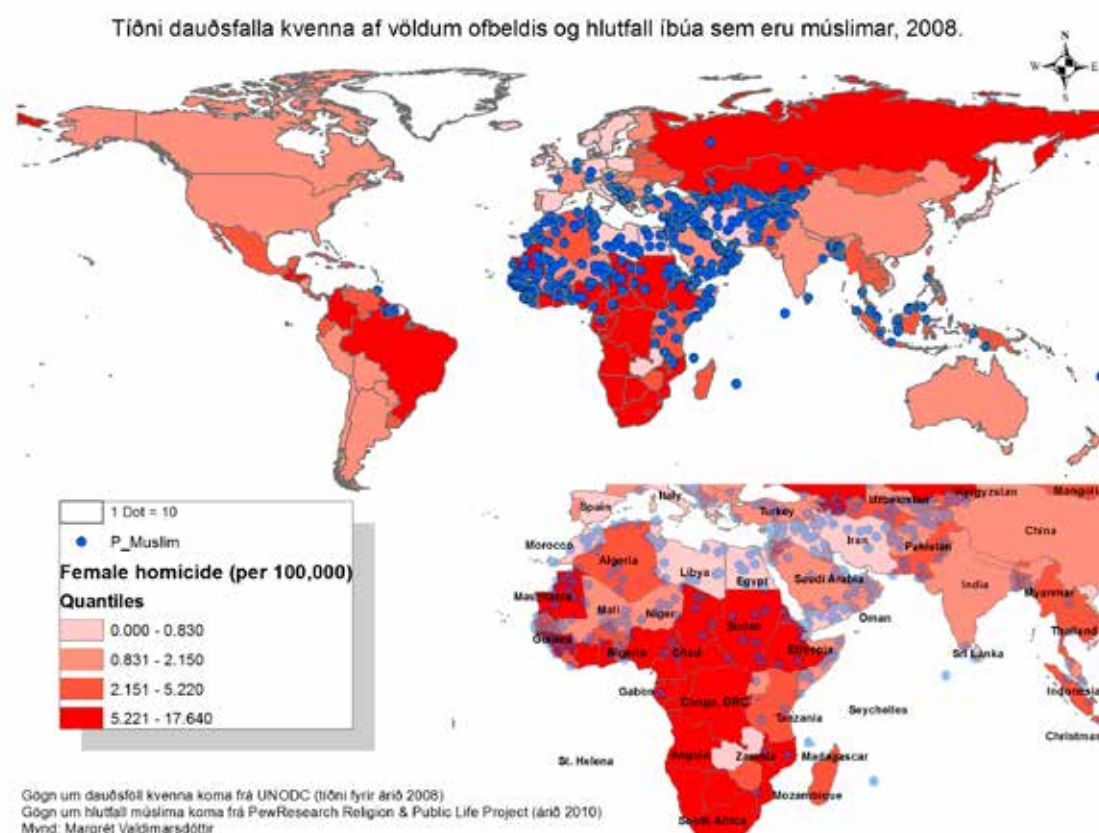 Tíðni dauðsfalla kvenna af völdum ofbeldis og hlutfall íbúa sem eru múslimar, 2008.
N
W E
S
1 Dot = 10
P_Muslim
Female homicide (per 100,000)
Quantiles
0.000 - 0.830
0.831 - 2.150
2.151 - 5.220
5.221 - 17.640
Italy
Uzbekistan
Kyrgyzstan
Mongolia
Spain
Turkey
China
Morocco
Iran
Algeria
Pakistan
Libya
Egypt
Saudi Arabia
India
Mauritania
Mali
Niger
Myanmar
Oman
Sudan
Guinea
Thailand
Nigeria
Chad
Ethiopia
Sri Lanka
Gabon
Congo, DRC
Indonesia
Seychelles
Tanzania
Christmas
Angola
Zambia
Madagascar
St. Helena
Mozambique
South Africa
Gögn um dauðsföll kvenna koma frá UNODC (tíðni fyrir árið 2008)
Gögn um hlutfall múslima koma frá PewResearch Religion & Public Life Project (árið 2010)
Mynd: Margrét Valdimarsdóttir